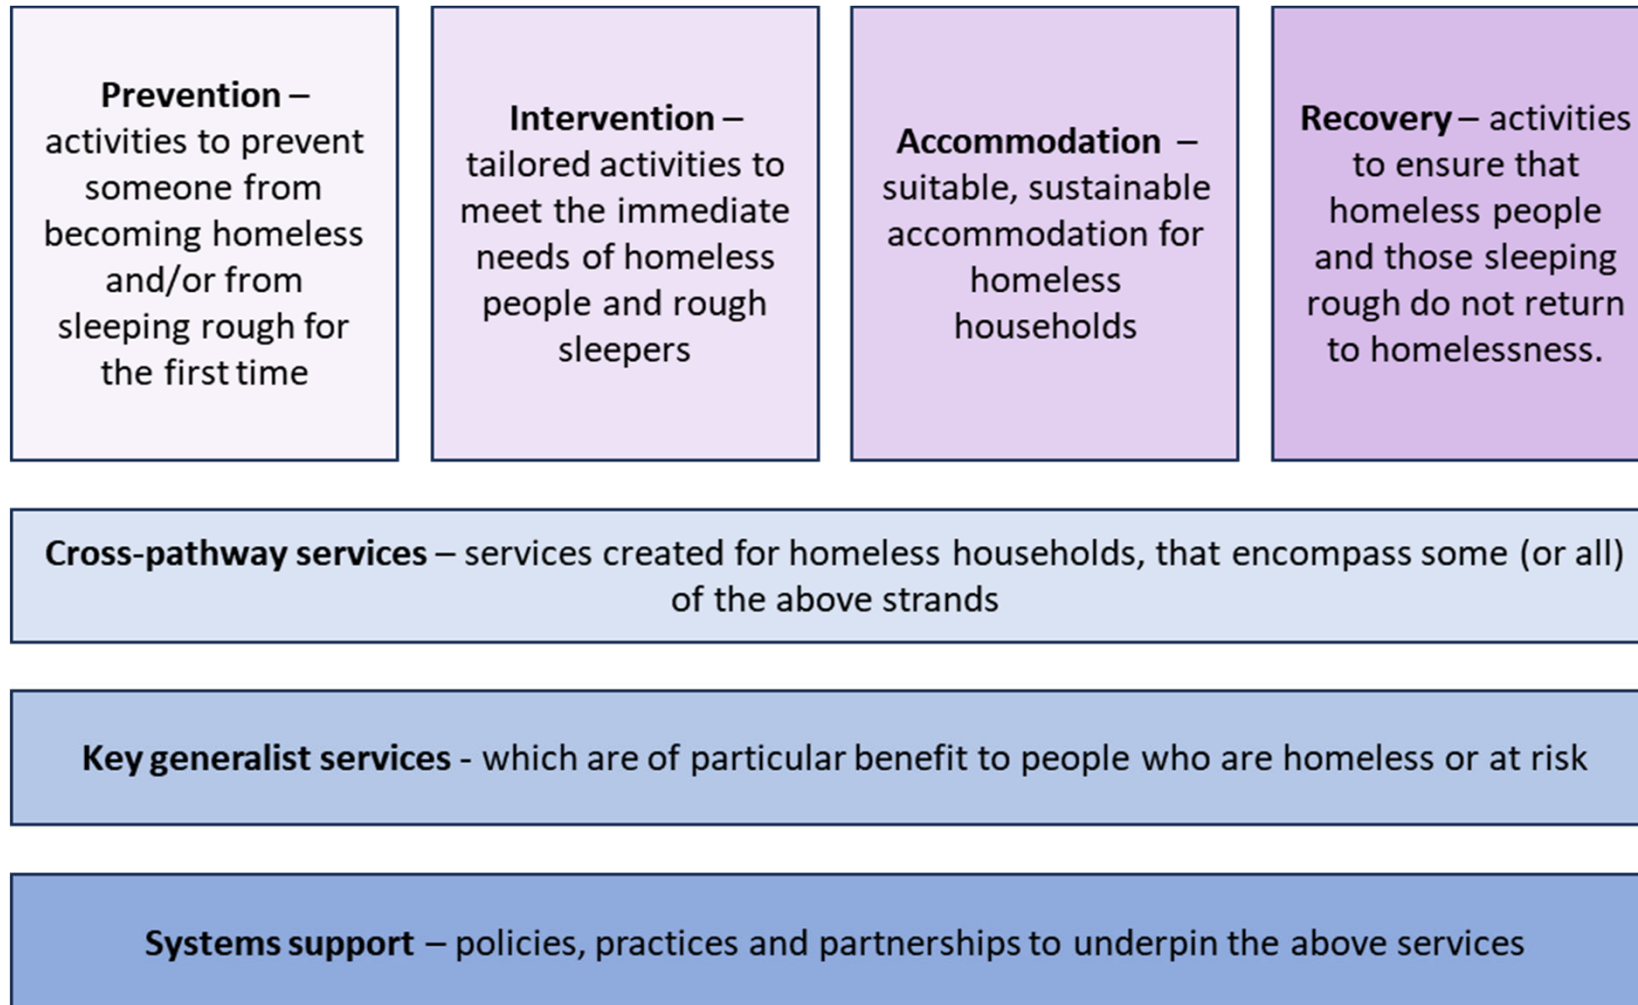 Prevention –
activities to prevent
someone from
becoming homeless
and/or from
sleeping rough for
the first time
Intervention –
tailored activities to
meet the immediate
needs of homeless
people and rough
sleepers
Accommodation –
suitable, sustainable
accommodation for
homeless
households
Recovery – activities
to ensure that
homeless people
and those sleeping
rough do not return
to homelessness.
Cross-pathway services – services created for homeless households, that encompass some (or all)
of the above strands
Key generalist services - which are of particular benefit to people who are homeless or at risk
Systems support – policies, practices and partnerships to underpin the above services